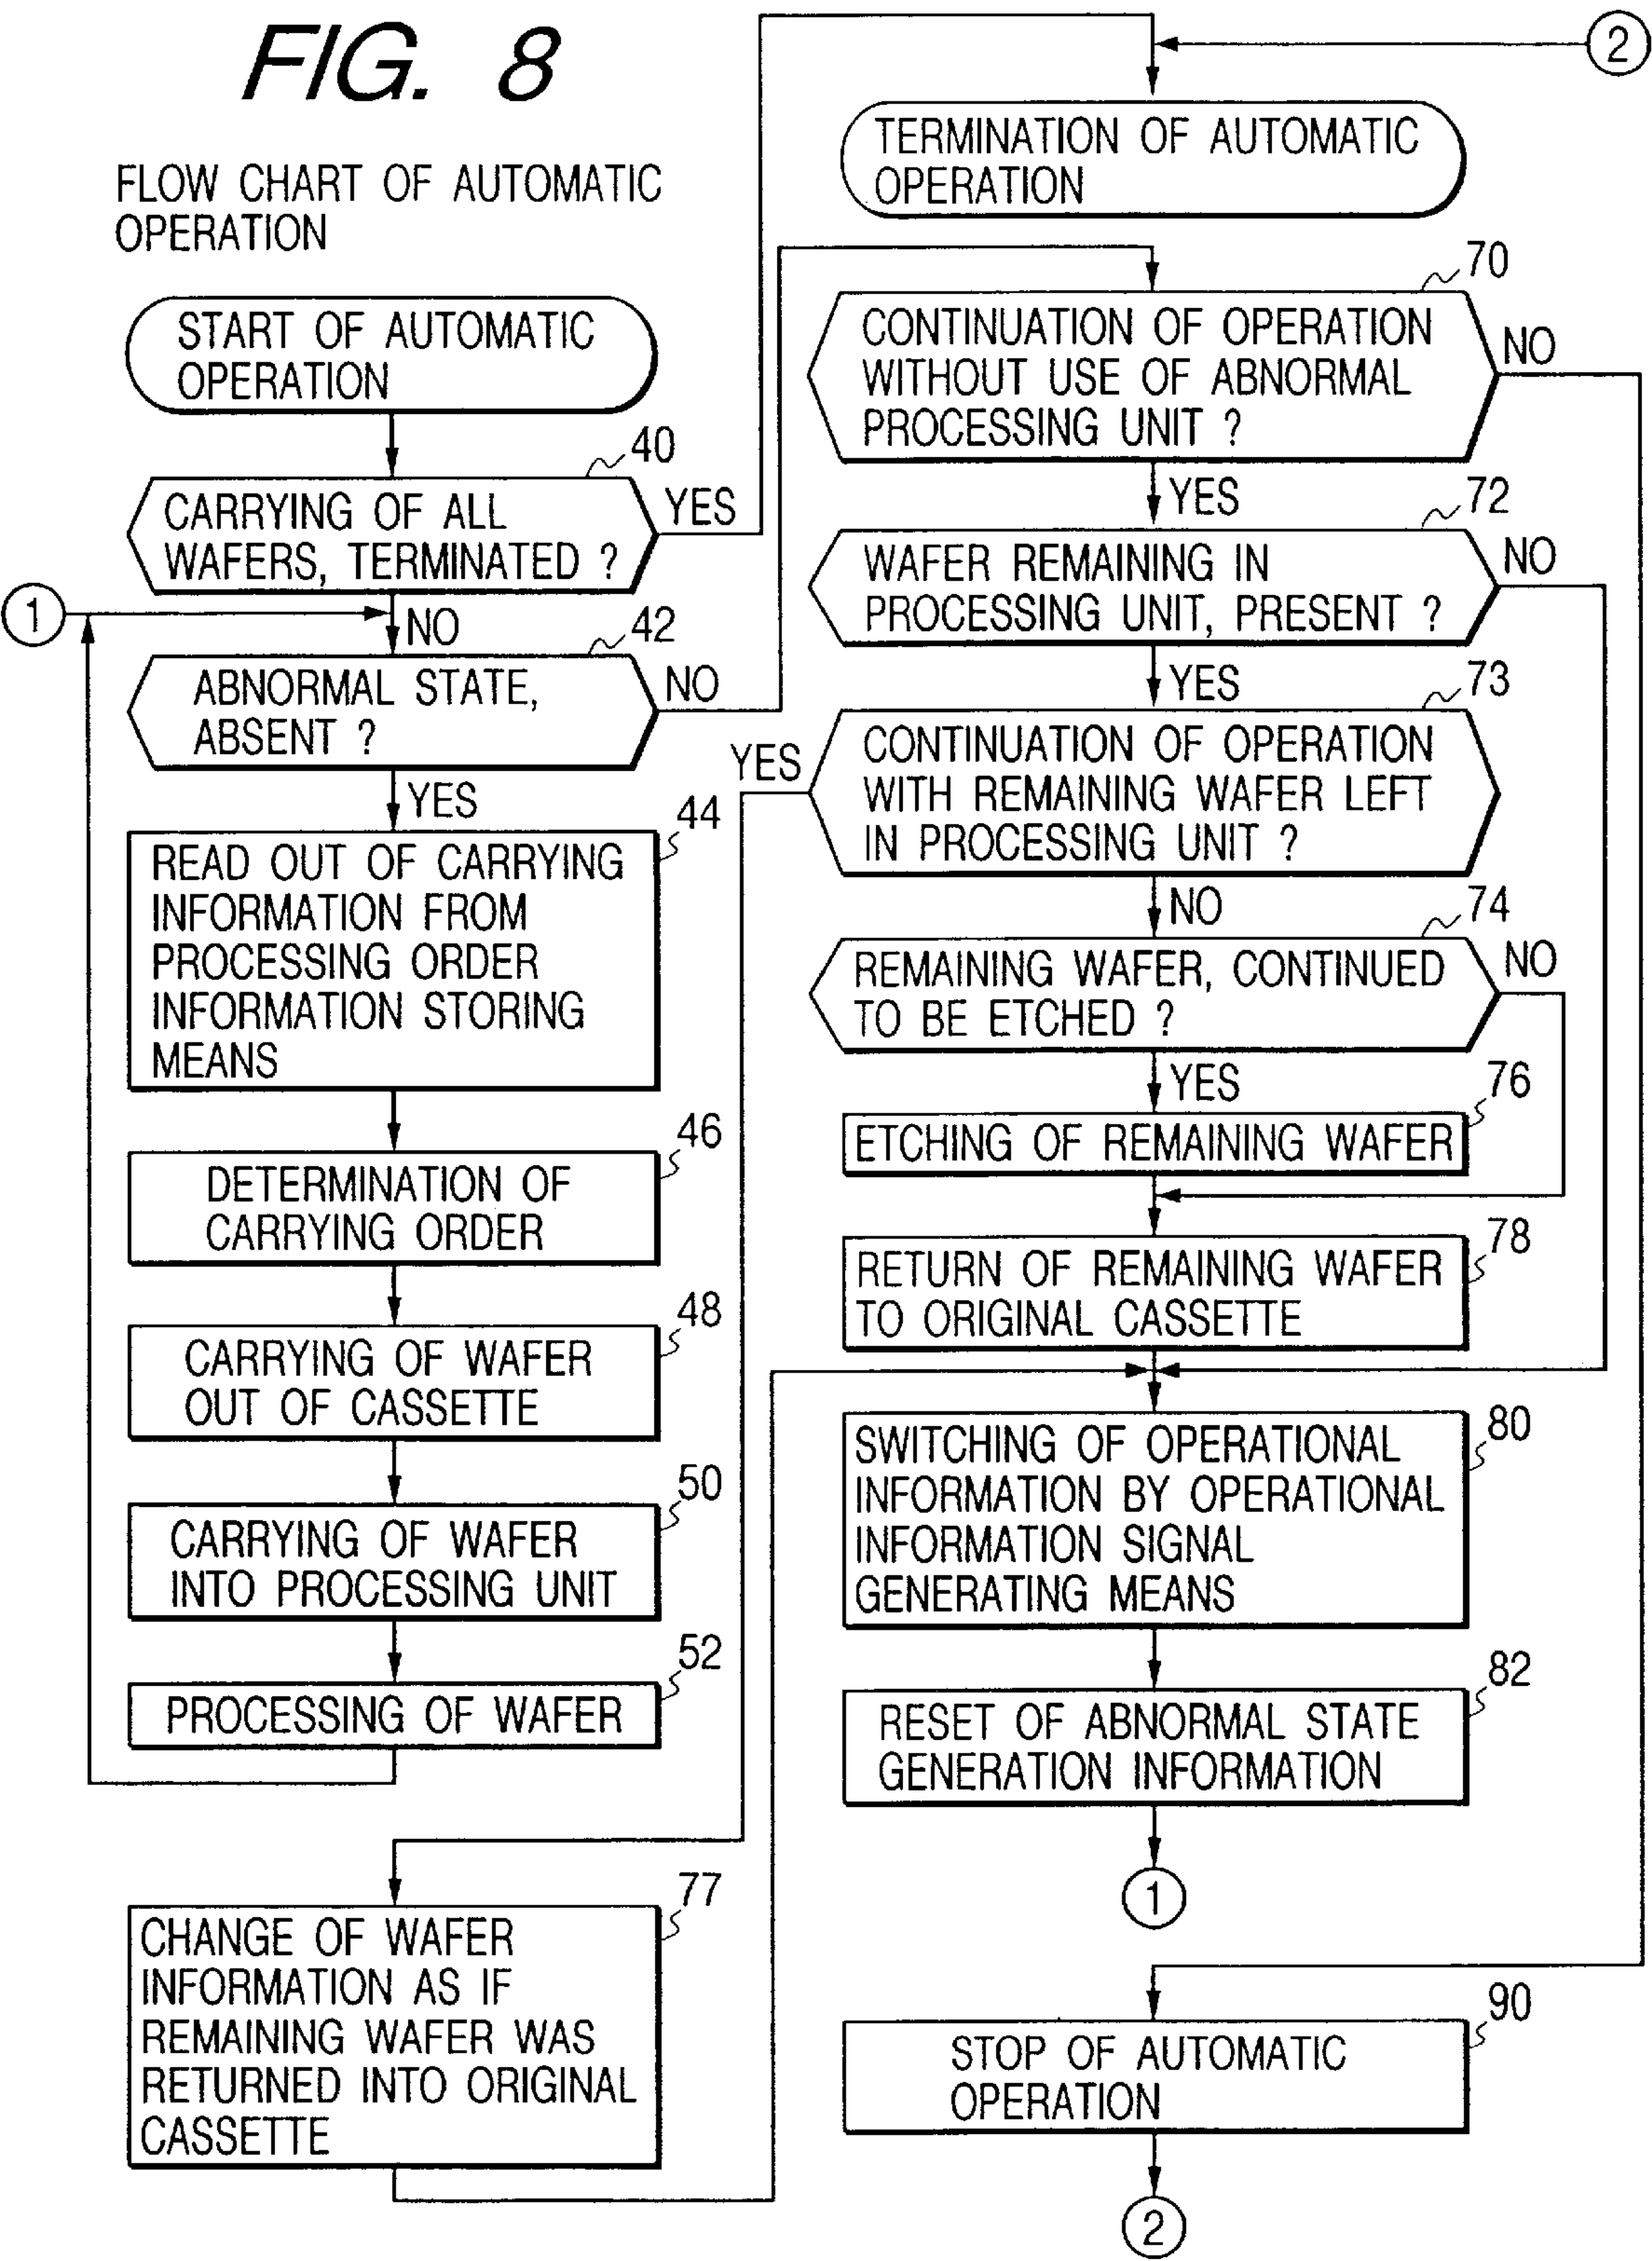 FIG. 8
FLOW CHART OF AUTOMATIC
OPERATION
START OF AUTOMATIC
OPERATION
40
CARRYING OF ALL
WAFERS, TERMINATED ?
YES
1
NO
42
ABNORMAL STATE,
ABSENT ?
NO
YES
44
READ OUT OF CARRYING
INFORMATION FROM
PROCESSING ORDER
INFORMATION STORING
MEANS
46
DETERMINATION OF
CARRYING ORDER
48
CARRYING OF WAFER
OUT OF CASSETTE
50
CARRYING OF WAFER
INTO PROCESSING UNIT
52
PROCESSING OF WAFER
77
CHANGE OF WAFER
INFORMATION AS IF
REMAINING WAFER WAS
RETURNED INTO ORIGINAL
CASSETTE
2
TERMINATION OF AUTOMATIC
OPERATION
70
CONTINUATION OF OPERATION
WITHOUT USE OF ABNORMAL
PROCESSING UNIT ?
NO
YES
72
WAFER REMAINING IN
PROCESSING UNIT, PRESENT ?
NO
YES
73
CONTINUATION OF OPERATION
WITH REMAINING WAFER LEFT
IN PROCESSING UNIT ?
YES
NO
74
REMAINING WAFER, CONTINUED
TO BE ETCHED ?
NO
YES
76
ETCHING OF REMAINING WAFER
78
RETURN OF REMAINING WAFER
TO ORIGINAL CASSETTE
80
SWITCHING OF OPERATIONAL
INFORMATION BY OPERATIONAL
INFORMATION SIGNAL
GENERATING MEANS
82
RESET OF ABNORMAL STATE
GENERATION INFORMATION
1
90
STOP OF AUTOMATIC
OPERATION
2